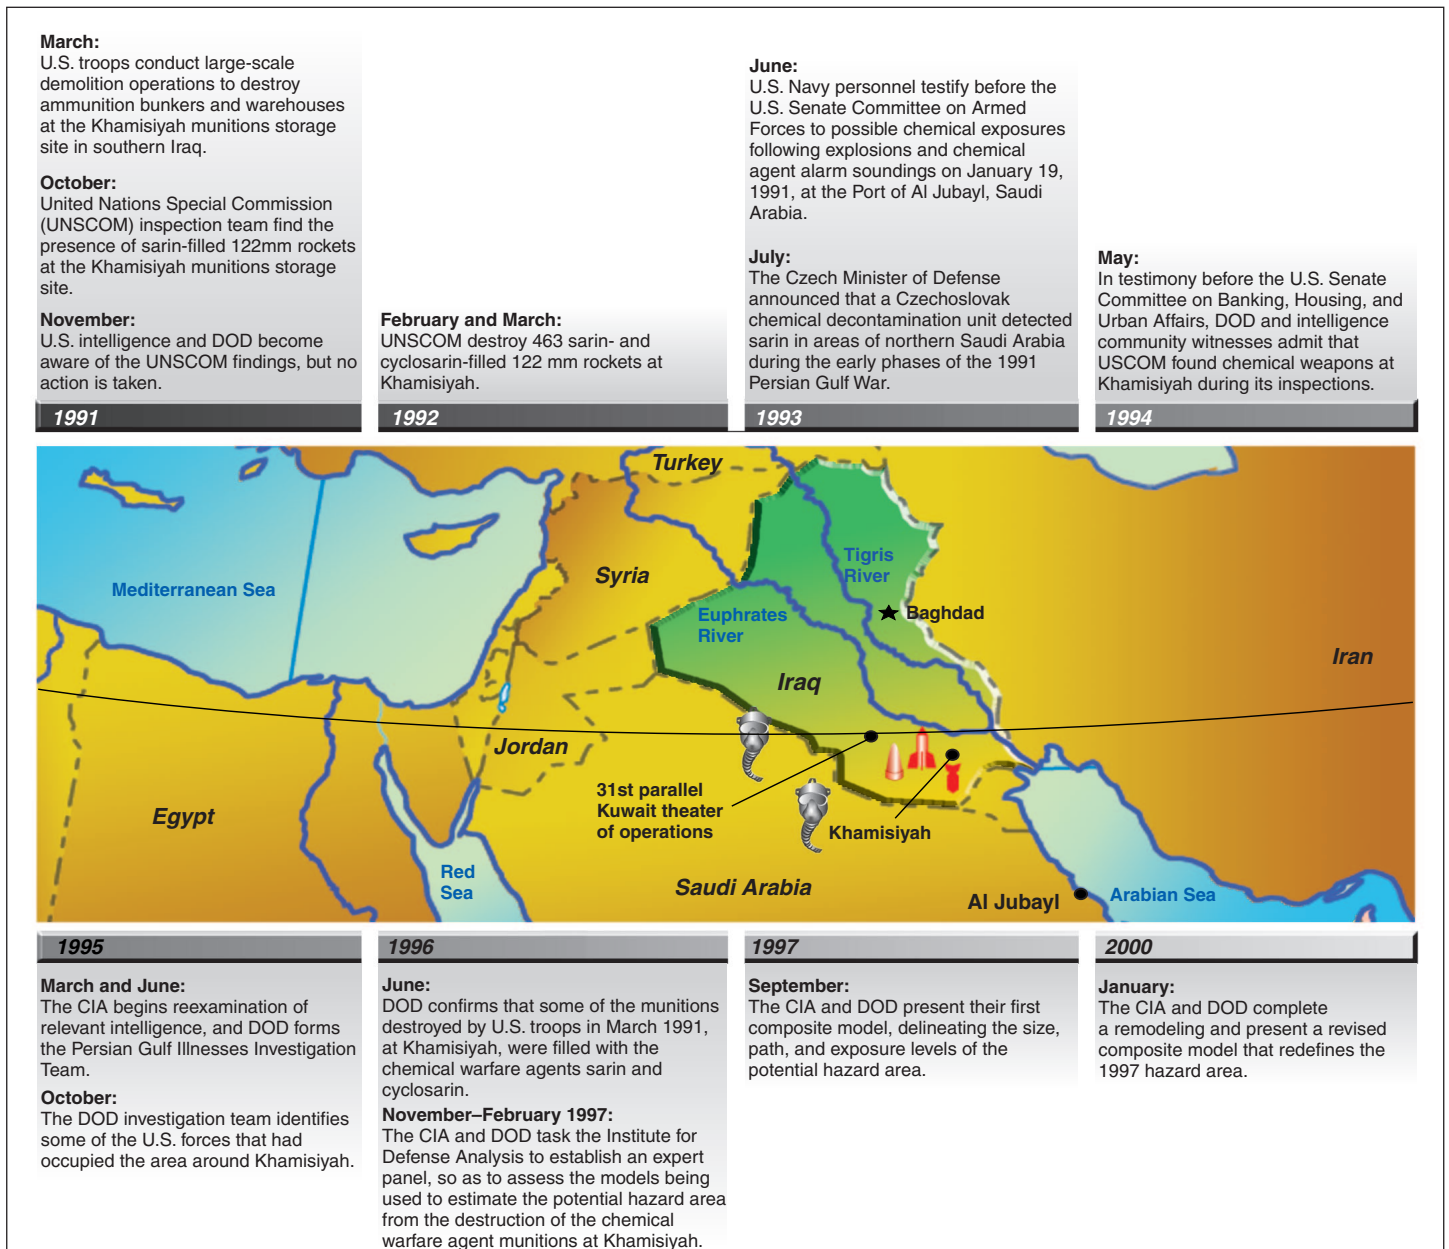 March:
U.S. troops conduct large-scale
demolition operations to destroy
ammunition bunkers and warehouses
at the Khamisiyah munitions storage
site in southern Iraq.
October:
United Nations Special Commission
(UNSCOM) inspection team find the
presence of sarin-filled 122mm rockets
at the Khamisiyah munitions storage
site.
November:
U.S. intelligence and DOD become
aware of the UNSCOM findings, but no
action is taken.
1991
February and March:
UNSCOM destroy 463 sarin- and
cyclosarin-filled 122 mm rockets at
Khamisiyah.
1992
June:
U.S. Navy personnel testify before the
U.S. Senate Committee on Armed
Forces to possible chemical exposures
following explosions and chemical
agent alarm soundings on January 19,
1991, at the Port of Al Jubayl, Saudi
Arabia.
July:
The Czech Minister of Defense
announced that a Czechoslovak
chemical decontamination unit detected
sarin in areas of northern Saudi Arabia
during the early phases of the 1991
Persian Gulf War.
1993
May:
In testimony before the U.S. Senate
Committee on Banking, Housing, and
Urban Affairs, DOD and intelligence
community witnesses admit that
USCOM found chemical weapons at
Khamisiyah during its inspections.
1994
Turkey
Mediterranean Sea
Syria
Tigris
River
Euphrates
River
Baghdad
Iraq
Iran
Jordan
31st parallel
Kuwait theater
of operations
Khamisiyah
Egypt
Red
Sea
Saudi Arabia
Al Jubayl
Arabian Sea
1995
March and June:
The CIA begins reexamination of
relevant intelligence, and DOD forms
the Persian Gulf Illnesses Investigation
Team.
October:
The DOD investigation team identifies
some of the U.S. forces that had
occupied the area around Khamisiyah.
1996
June:
DOD confirms that some of the munitions
destroyed by U.S. troops in March 1991,
at Khamisiyah, were filled with the
chemical warfare agents sarin and
cyclosarin.
November–February 1997:
The CIA and DOD task the Institute for
Defense Analysis to establish an expert
panel, so as to assess the models being
used to estimate the potential hazard area
from the destruction of the chemical
warfare agent munitions at Khamisiyah.
1997
September:
The CIA and DOD present their first
composite model, delineating the size,
path, and exposure levels of the
potential hazard area.
2000
January:
The CIA and DOD complete
a remodeling and present a revised
composite model that redefines the
1997 hazard area.